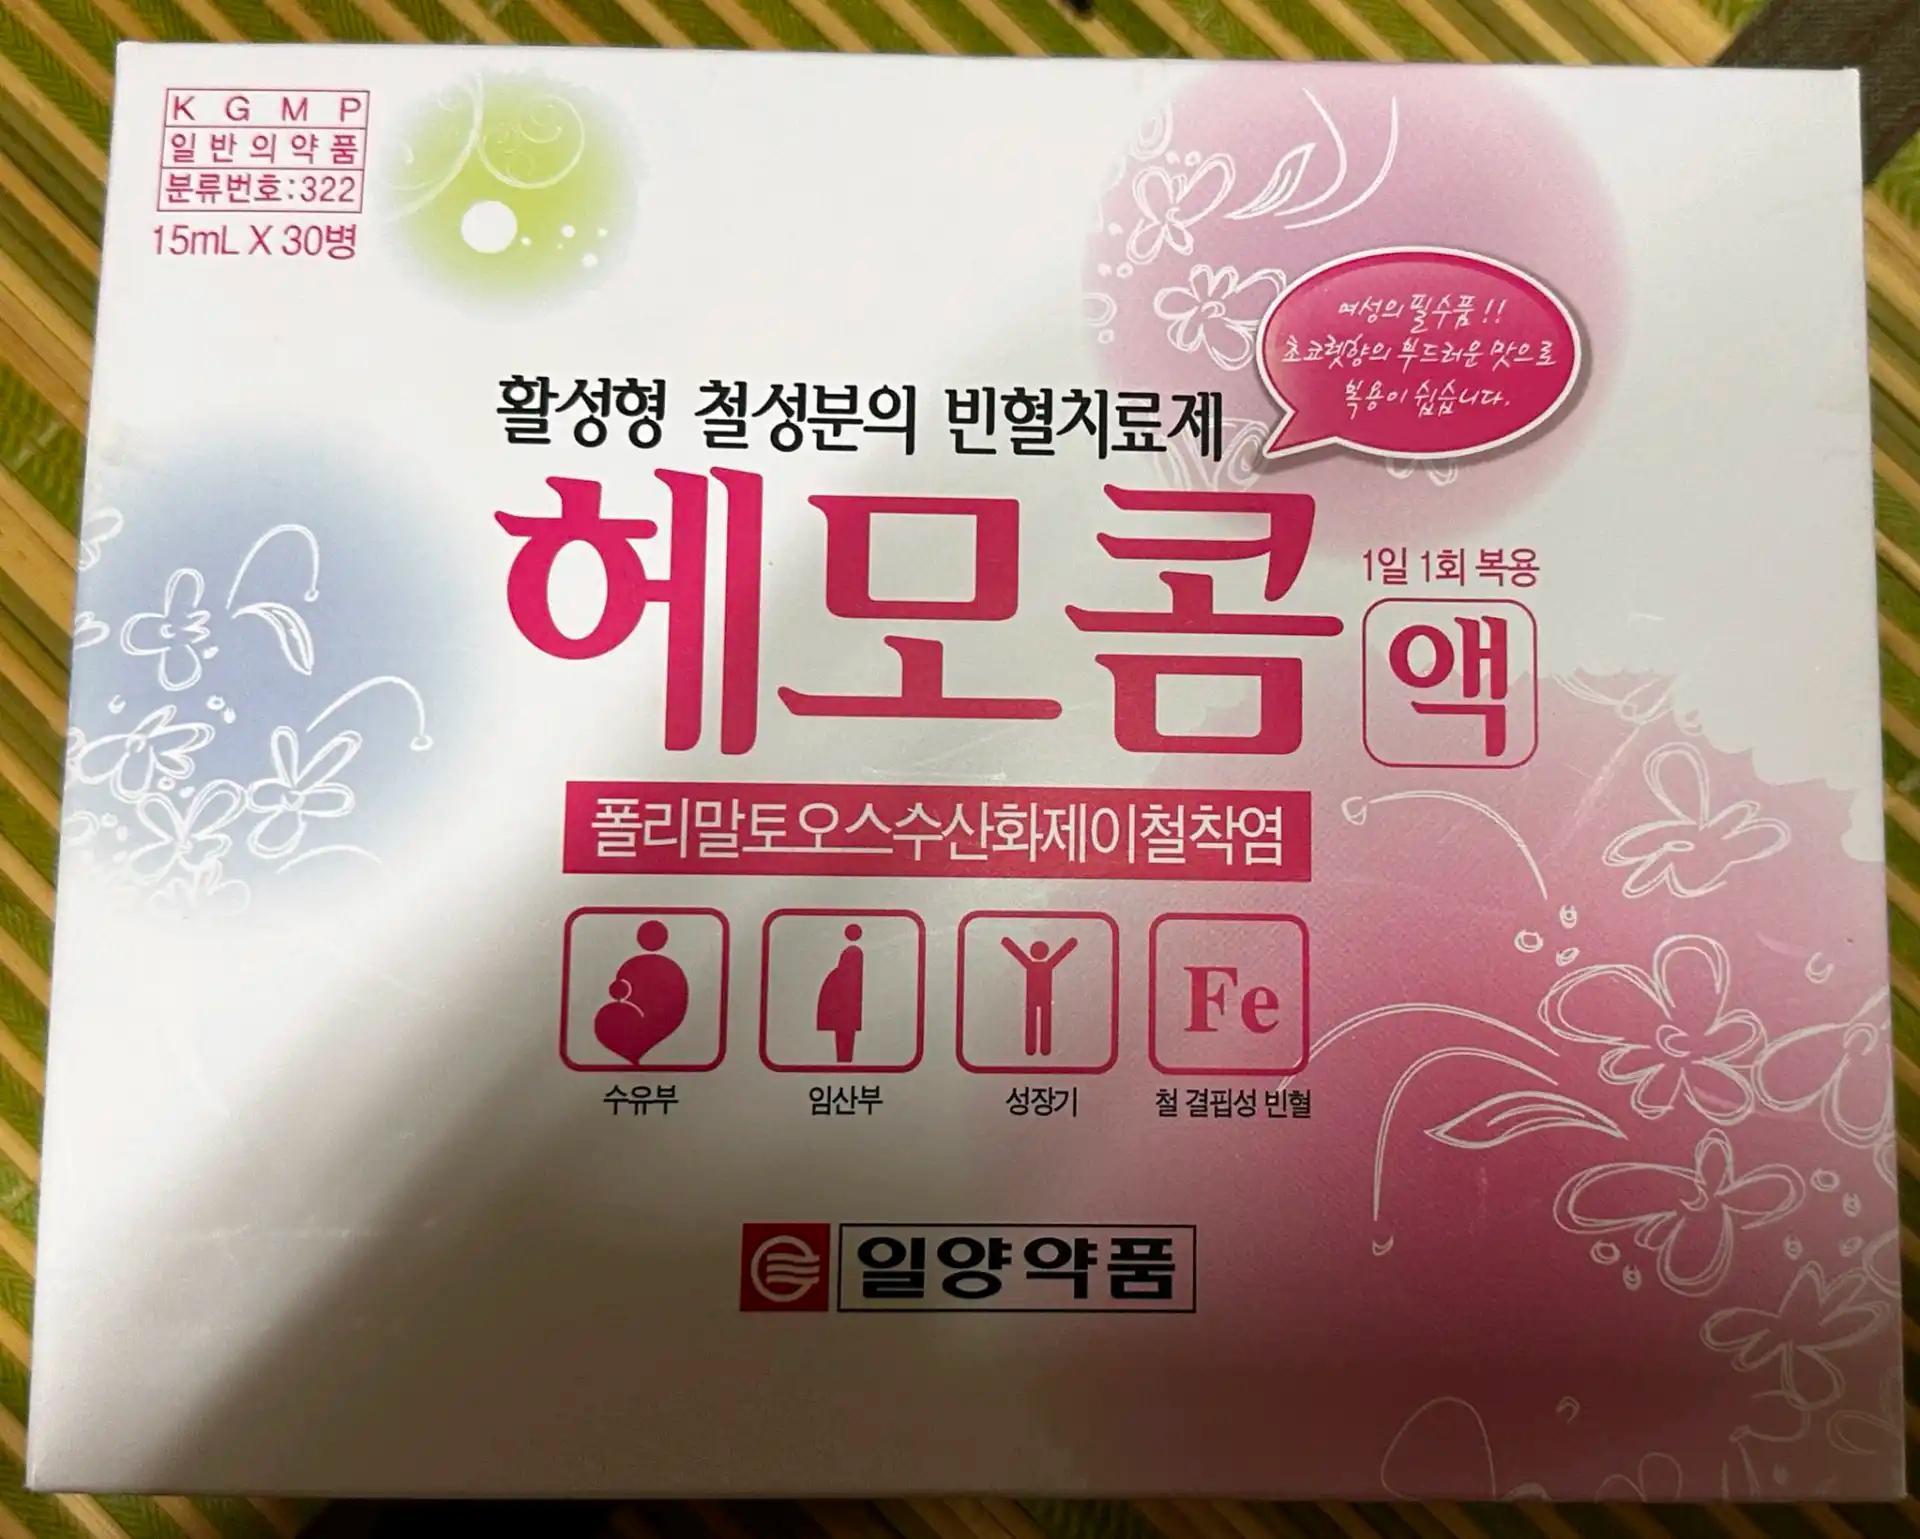 K G M P
일반의약품
분류번호:322
15mL X 30병
여성의 필수품!!
초코렛향의 부드러운 맛으로
복용이 쉽습니다.
활성형 철성분의 빈혈치료제
헤모콤
1일 1회 복용
액
폴리말토오스수산화제이철착염
Fe
수유부 임산부 성장기 철 결핍성 빈혈
일양약품